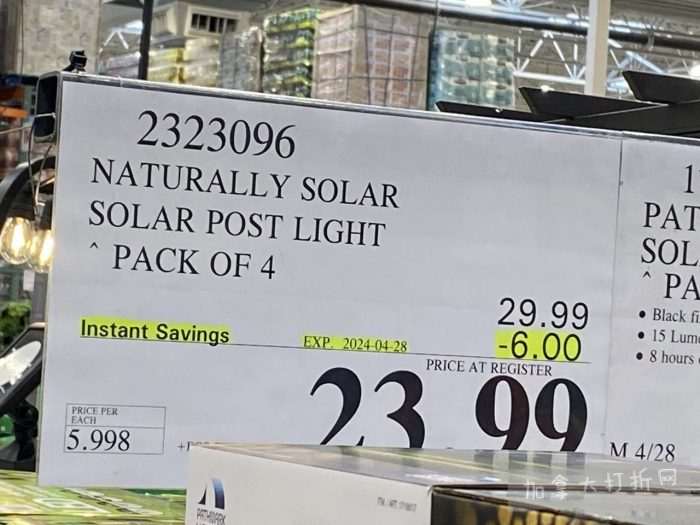 2323096
NATURALLY SOLAR
SOLAR POST LIGHT
^ PACK OF 4
29.99
Instant Savings EXP. 2024-04-28 -6.00
PRICE AT REGISTER
23.99
PRICE PER
EACH
5.998
PAT
SOL
^ PA
• Black fi
• 15 Lum
• 8 hours
M 4/28
PATHWAY
加拿大打折网